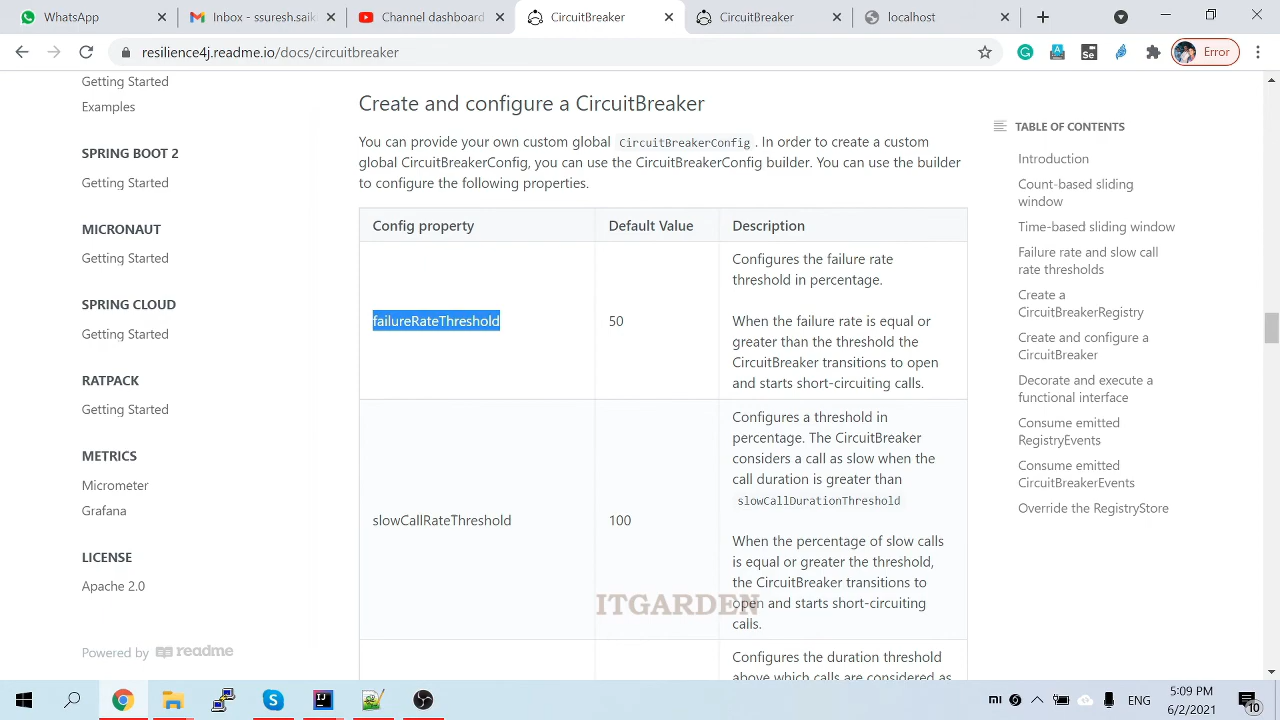 WhatsApp
Inbox - suresh.sitak
YouTube
CircuitBreaker
CircuitBreaker
localhost
resilience4j.readme.io/docs/circuitbreaker
Error
Getting Started
Examples
SPRING BOOT 2
Getting Started
MICRONAUT
Getting Started
SPRING CLOUD
Getting Started
RATPACK
Getting Started
METRICS
Micrometer
Grafana
LICENSE
Apache 2.0
Powered by readme
Create and configure a CircuitBreaker
You can provide your own custom global CircuitBreakerConfig. In order to create a custom
global CircuitBreakerConfig, you can use the CircuitBreakerConfig builder. You can use the builder
to configure the following properties.
Config property Default Value Description
Configures the failure rate
threshold in percentage.
failureRateThreshold 50 When the failure rate is equal or
greater than the threshold the
CircuitBreaker transitions to open
and starts short-circuiting calls.
Configures a threshold in
percentage. The CircuitBreaker
considers a call as slow when the
call duration is greater than
slowCallDurationThreshold
slowCallRateThreshold 100
When the percentage of slow calls
is equal or greater the threshold,
the CircuitBreaker transitions to
open and starts short-circuiting
calls.
Configures the duration threshold
above which calls are considered as
ITGARDEN
TABLE OF CONTENTS
Introduction
Count-based sliding
window
Time-based sliding window
Failure rate and slow call
rate thresholds
Create a
CircuitBreakerRegistry
Create and configure a
CircuitBreaker
Decorate and execute a
functional interface
Consume emitted
RegistryEvents
Consume emitted
CircuitBreakerEvents
Override the RegistryStore
ENG
5:09 PM
6/2/2021
10